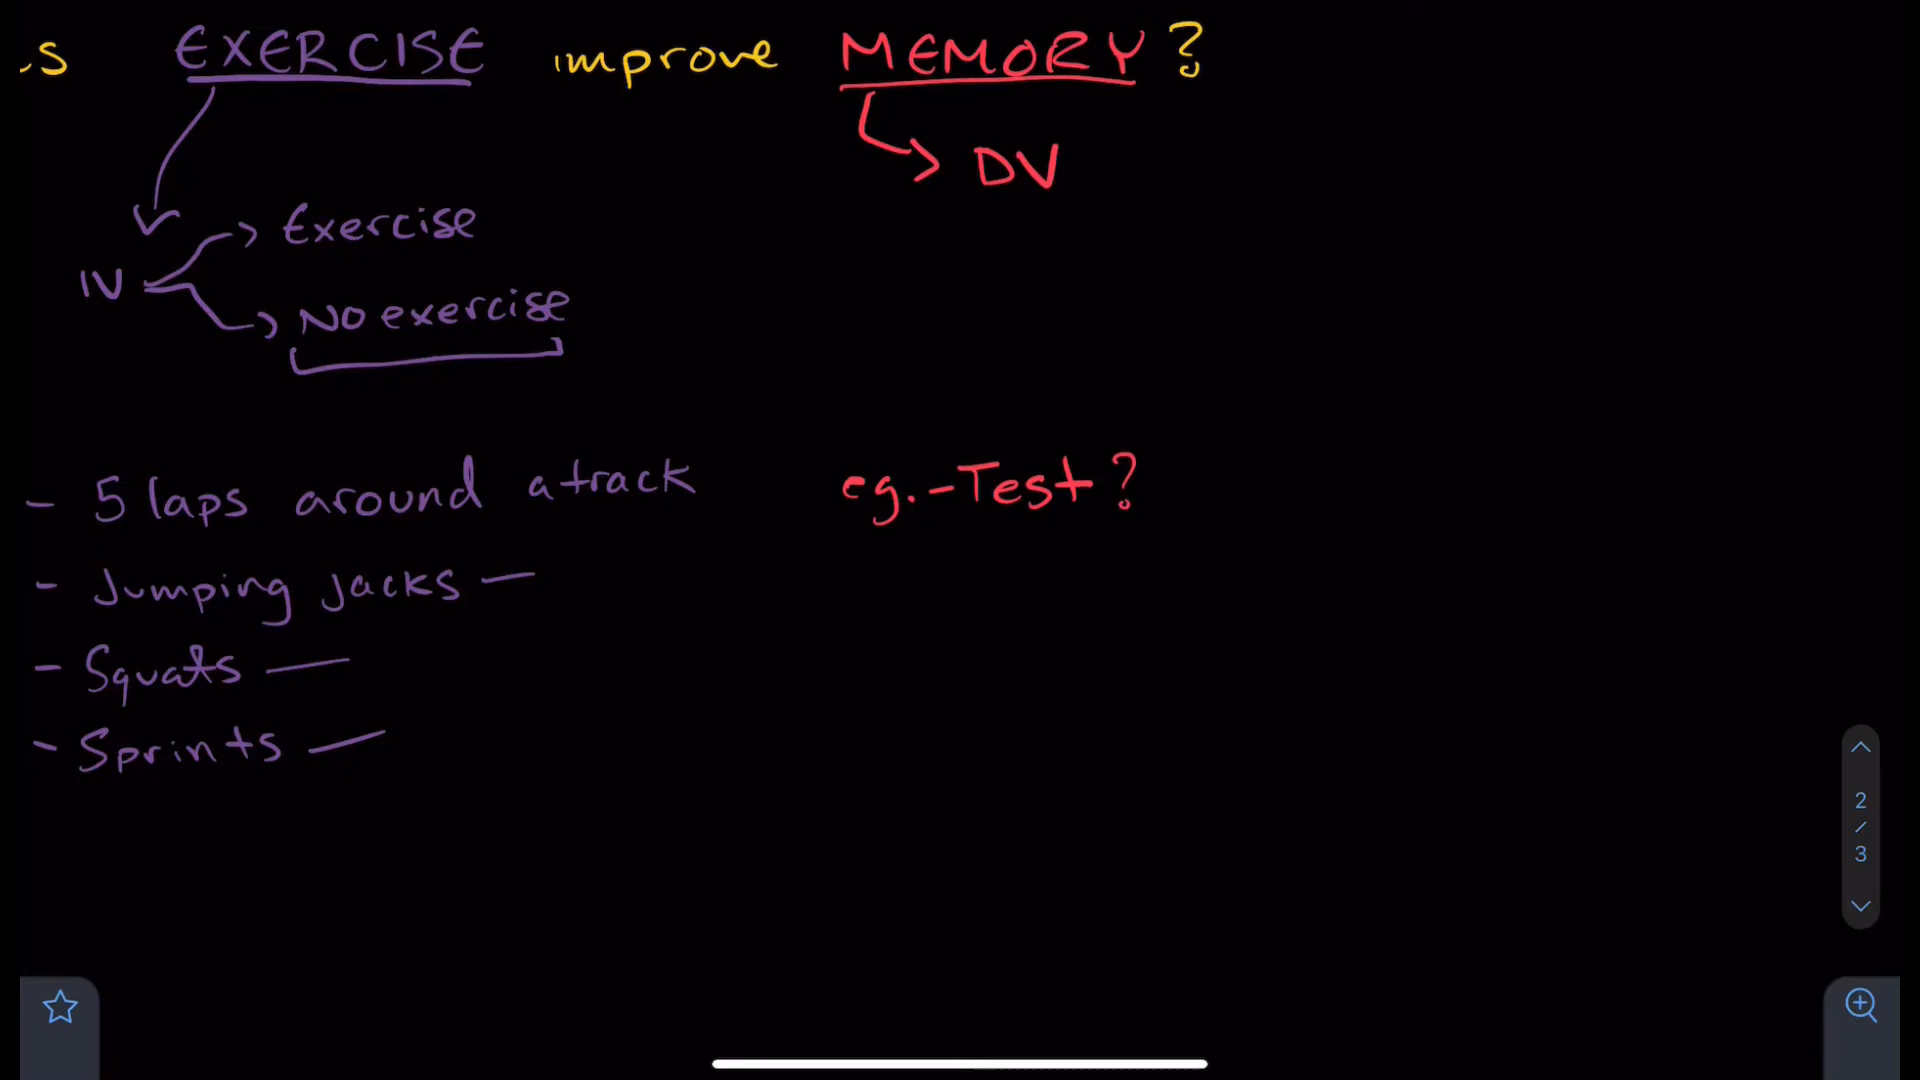 s EXERCISE improve MEMORY?
DV
Exercise
IV
No exercise
- 5 laps around a track
eg. - Test?
- Jumping jacks —
- Squats —
- Sprints —
2
/
3